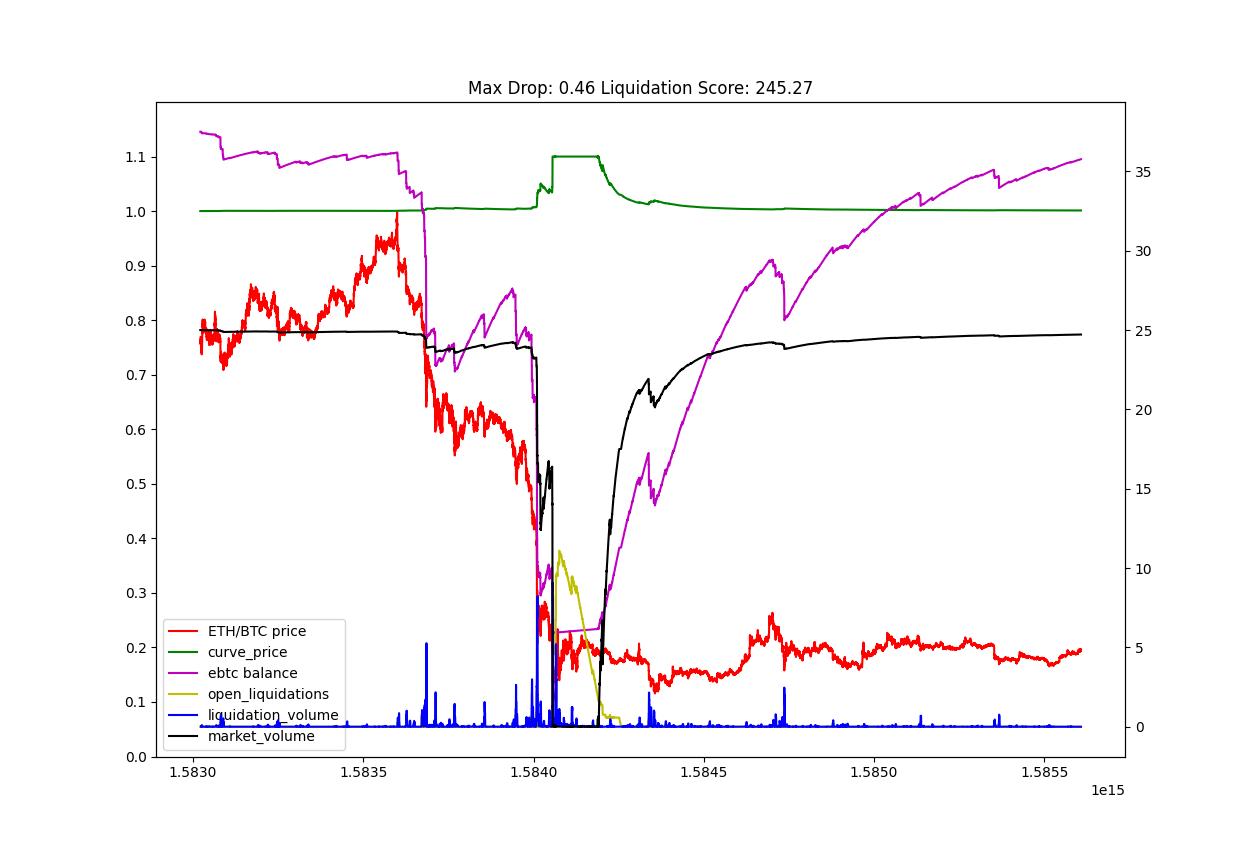 Max Drop: 0.46 Liquidation Score: 245.27
1.1
1.0
0.9
0.8
0.7
0.6
0.5
0.4
0.3
0.2
0.1
0.0
35
30
25
20
15
10
5
0
ETH/BTC price
curve_price
ebtc balance
open_liquidations
liquidation_volume
market_volume
1.5830 1.5835 1.5840 1.5845 1.5850 1.5855
1e15